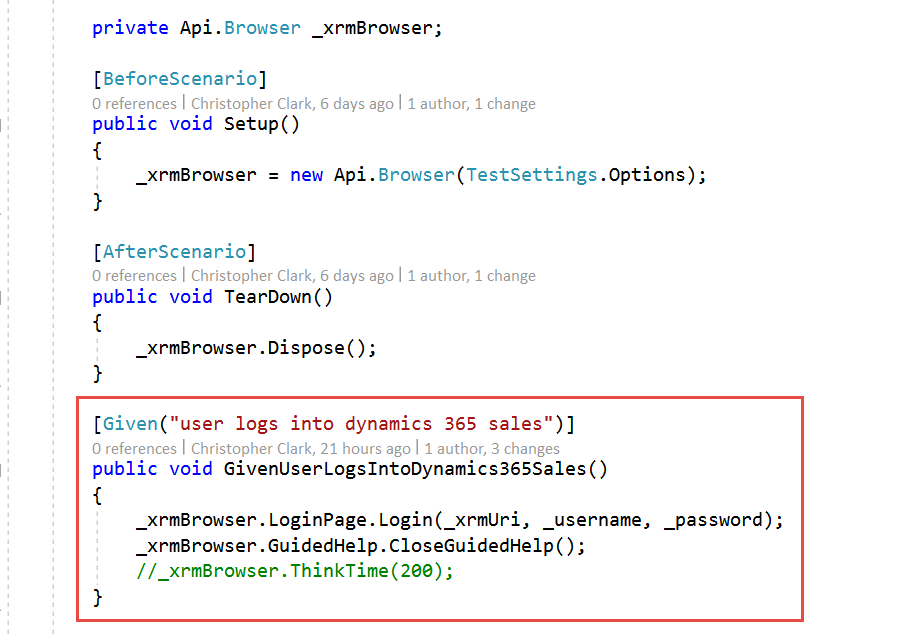 private Api.Browser _xrmBrowser;
[BeforeScenario]
0 references | Christopher Clark, 6 days ago | 1 author, 1 change
public void Setup()
{
_xrmBrowser = new Api.Browser(TestSettings.Options);
}
[AfterScenario]
0 references | Christopher Clark, 6 days ago | 1 author, 1 change
public void TearDown()
{
_xrmBrowser.Dispose();
}
[Given("user logs into dynamics 365 sales")]
0 references | Christopher Clark, 21 hours ago | 1 author, 3 changes
public void GivenUserLogsIntoDynamics365Sales()
{
_xrmBrowser.LoginPage.Login(_xrmUri, _username, _password);
_xrmBrowser.GuidedHelp.CloseGuidedHelp();
//_xrmBrowser.ThinkTime(200);
}